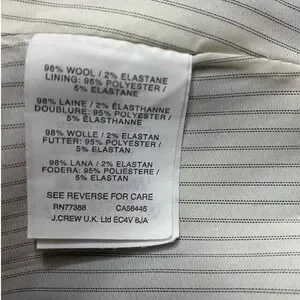 98% WOOL / 2% ELASTANE
LINING: 95% POLYESTER /
5% ELASTANE
98% LAINE / 2% ÉLASTHANNE
DOUBLURE: 95% POLYESTER /
5% ÉLASTHANNE
98% WOLLE / 2% ELASTAN
FUTTER: 95% POLYESTER /
5% ELASTAN
98% LANA / 2% ELASTAN
FODERA: 95% POLIESTERE /
5% ELASTAN
SEE REVERSE FOR CARE
RN77388 CA56445
J.CREW U.K. Ltd EC4V 6JA